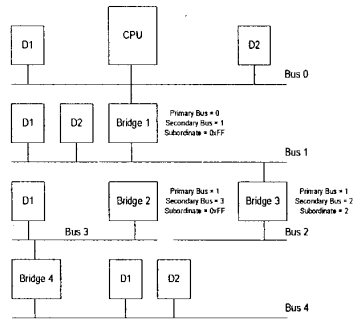 CPU
D1
D2
Bus 0
D1
D2
Bridge 1
Primary Bus = 0
Secondary Bus = 1
Subordinate = 0xFF
Bus 1
D1
Bridge 2
Primary Bus = 1
Secondary Bus = 3
Subordinate = 0xFF
Bridge 3
Primary Bus = 1
Secondary Bus = 2
Subordinate = 2
Bus 3
Bus 2
Bridge 4
D1
D2
Bus 4